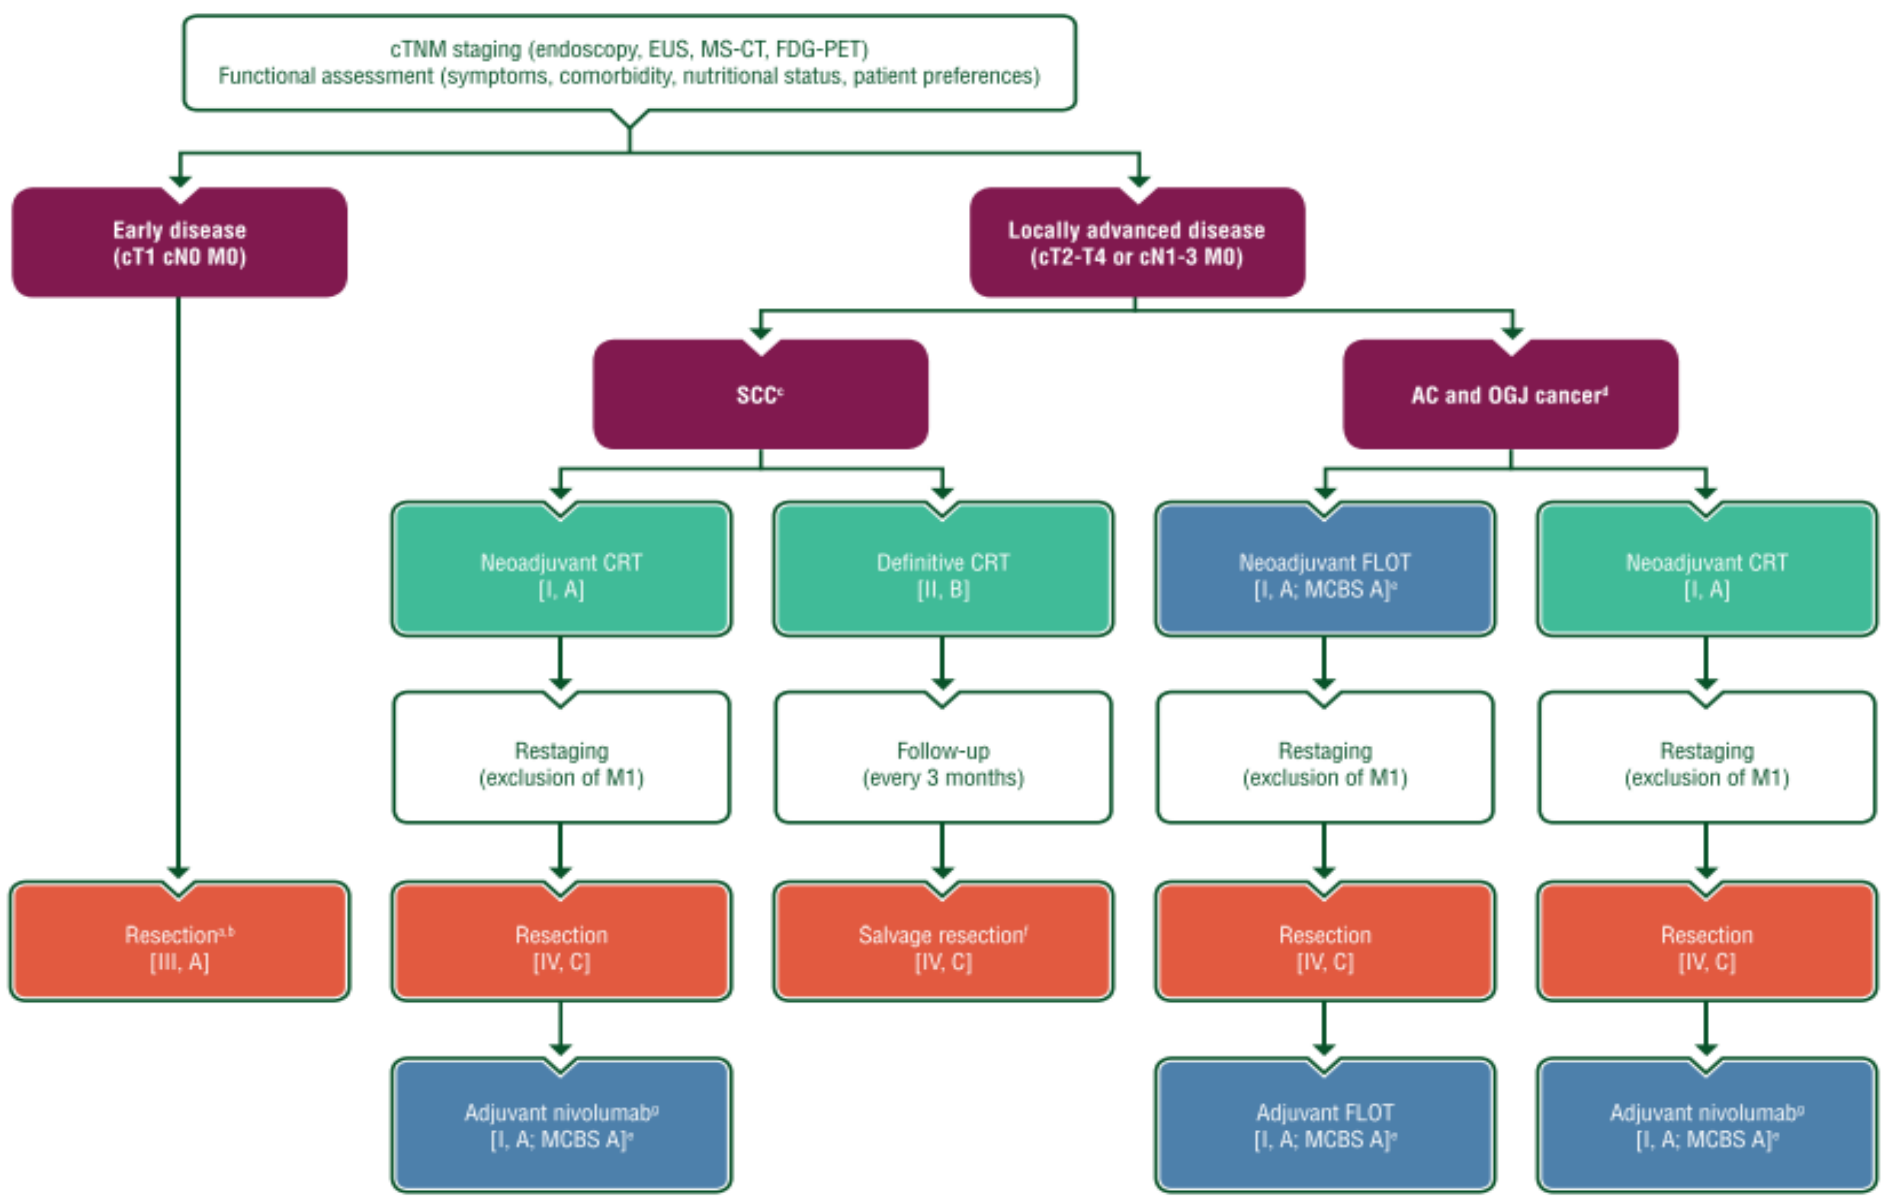 cTNM staging (endoscopy, EUS, MS-CT, FDG-PET)
Functional assessment (symptoms, comorbidity, nutritional status, patient preferences)
Early disease
(cT1 cN0 M0)
Locally advanced disease
(cT2-T4 or cN1-3 M0)
SCCᶜ
AC and OGJ cancerᵈ
Neoadjuvant CRT
[I, A]
Definitive CRT
[II, B]
Neoadjuvant FLOT
[I, A; MCBS A]ᵉ
Neoadjuvant CRT
[I, A]
Restaging
(exclusion of M1)
Follow-up
(every 3 months)
Restaging
(exclusion of M1)
Restaging
(exclusion of M1)
Resectionᵃ,ᵇ
[III, A]
Resection
[IV, C]
Salvage resectionᶠ
[IV, C]
Resection
[IV, C]
Resection
[IV, C]
Adjuvant nivolumabᵍ
[I, A; MCBS A]ᵉ
Adjuvant FLOT
[I, A; MCBS A]ᵉ
Adjuvant nivolumabᵍ
[I, A; MCBS A]ᵉ